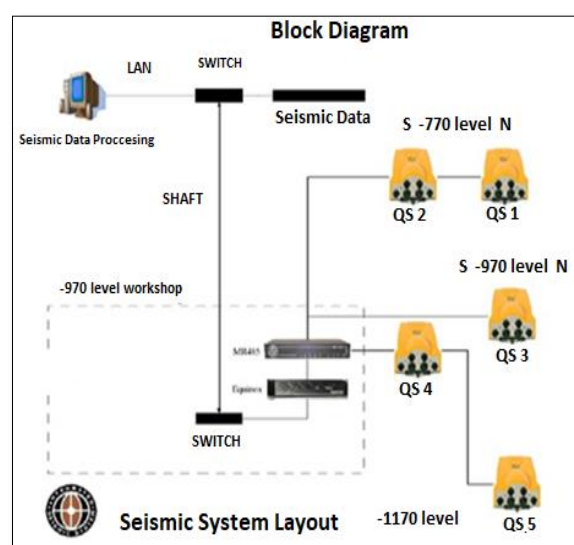 Block Diagram
LAN
SWITCH
Seismic Data Proccesing
Seismic Data
S -770 level N
QS 2
QS 1
SHAFT
-970 level workshop
S -970 level N
MR485
QS 4
QS 3
Equinox
SWITCH
Seismic System Layout
-1170 level
QS.5